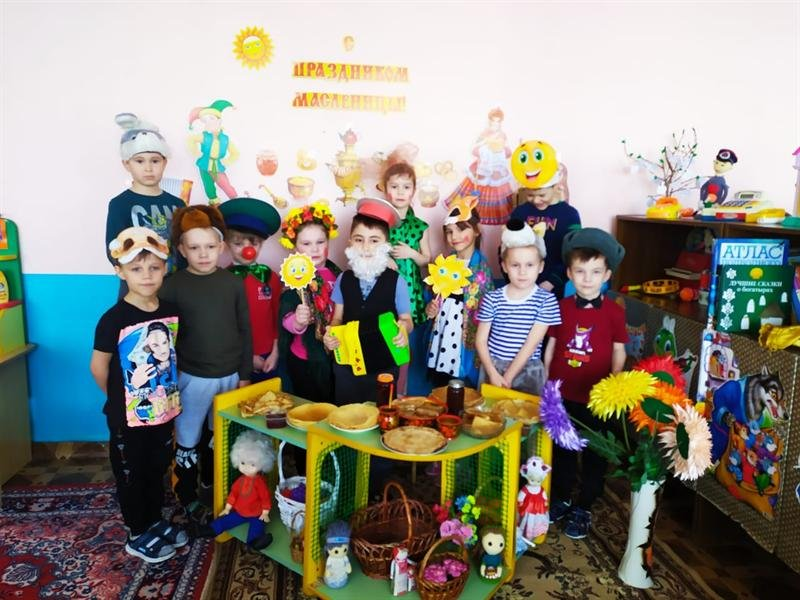 С
ПРАЗДНИКОМ
МАСЛЕНИЦЫ!
АТЛАС
ЛУЧШИЕ СКАЗКИ
о богатырях